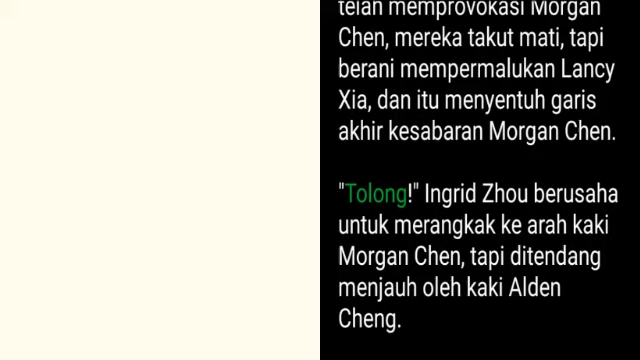 telah memprovokasi Morgan
Chen, mereka takut mati, tapi
berani mempermalukan Lancy
Xia, dan itu menyentuh garis
akhir kesabaran Morgan Chen.
"Tolong!" Ingrid Zhou berusaha
untuk merangkak ke arah kaki
Morgan Chen, tapi ditendang
menjauh oleh kaki Alden
Cheng.